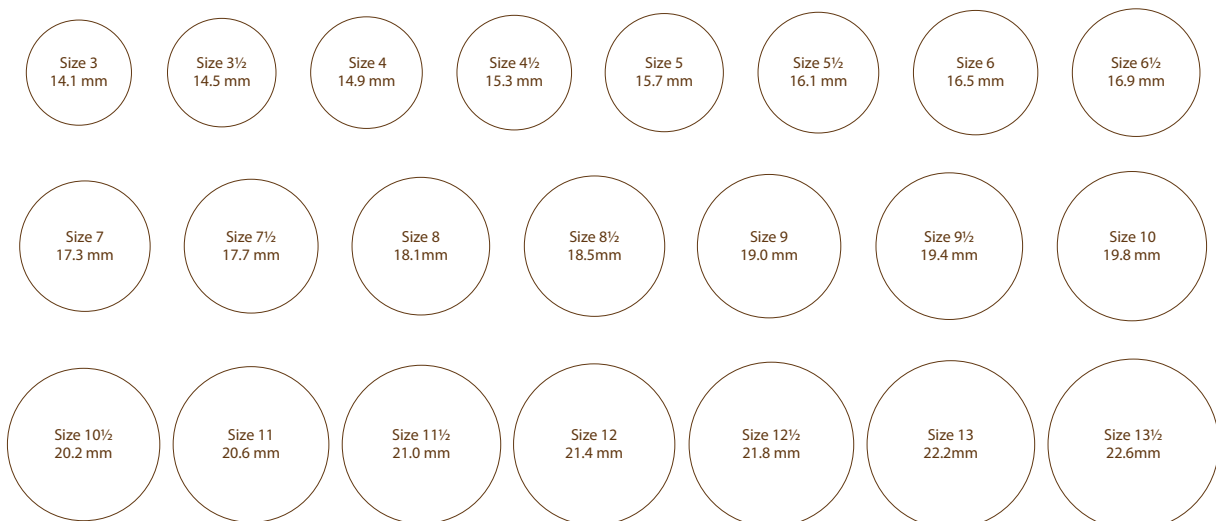 Size 3
14.1 mm
Size 3½
14.5 mm
Size 4
14.9 mm
Size 4½
15.3 mm
Size 5
15.7 mm
Size 5½
16.1 mm
Size 6
16.5 mm
Size 6½
16.9 mm
Size 7
17.3 mm
Size 7½
17.7 mm
Size 8
18.1mm
Size 8½
18.5mm
Size 9
19.0 mm
Size 9½
19.4 mm
Size 10
19.8 mm
Size 10½
20.2 mm
Size 11
20.6 mm
Size 11½
21.0 mm
Size 12
21.4 mm
Size 12½
21.8 mm
Size 13
22.2mm
Size 13½
22.6mm